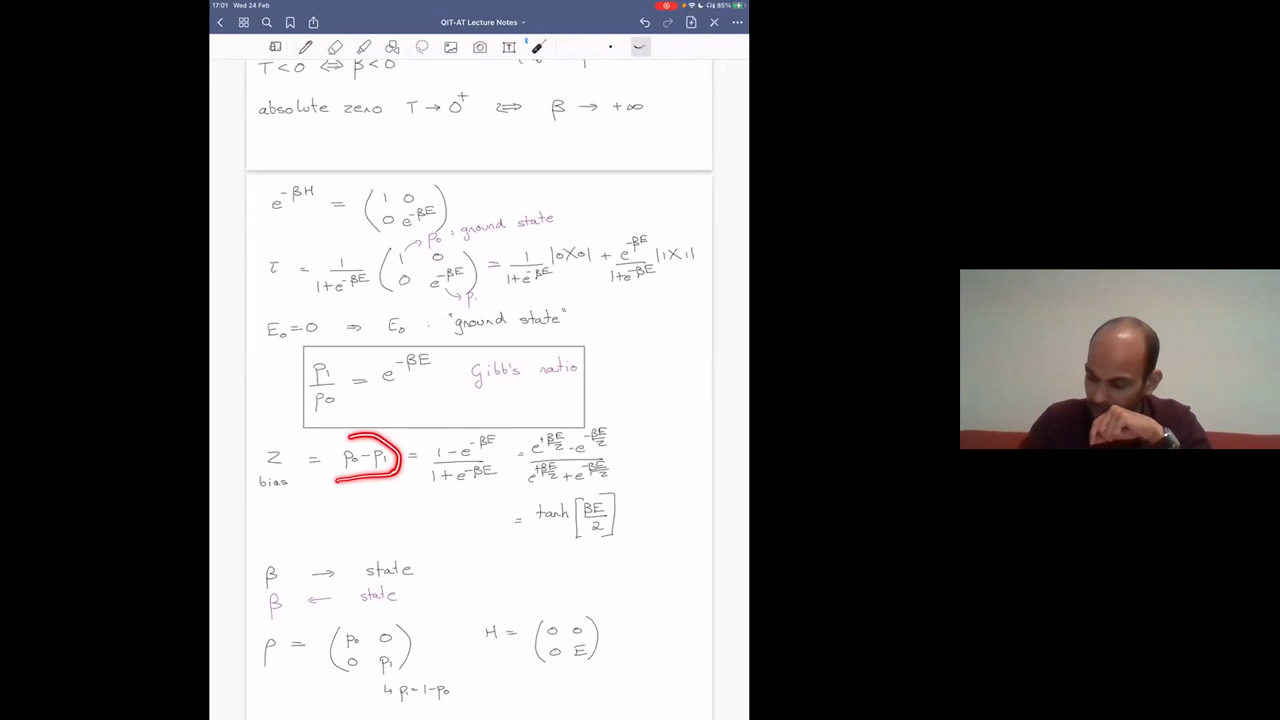 17:01 Wed 24 Feb
85%
QIT-AT Lecture Notes
T<0 ⟺ β<0
absolute zero T → 0⁺ ⟺ β → +∞
e^{-βH} = (1 0; 0 e^{-βE})
p₀ : ground state
τ = 1/(1+e^{-βE}) (1 0; 0 e^{-βE}) = 1/(1+e^{-βE}) |0X0| + e^{-βE}/(1+e^{-βE}) |1X1|
p₁
E₀=0 ⇒ E₀ : "ground state"
p₁/p₀ = e^{-βE} Gibb's ratio
Z = p₀-p₁ = (1-e^{-βE})/(1+e^{-βE}) = (e^{+βE/2} - e^{-βE/2})/(e^{+βE/2} + e^{-βE/2})
bias
= tanh [βE/2]
β → state
β ← state
ρ = (p₀ 0; 0 p₁) H = (0 0; 0 E)
↳ p₁ = 1-p₀